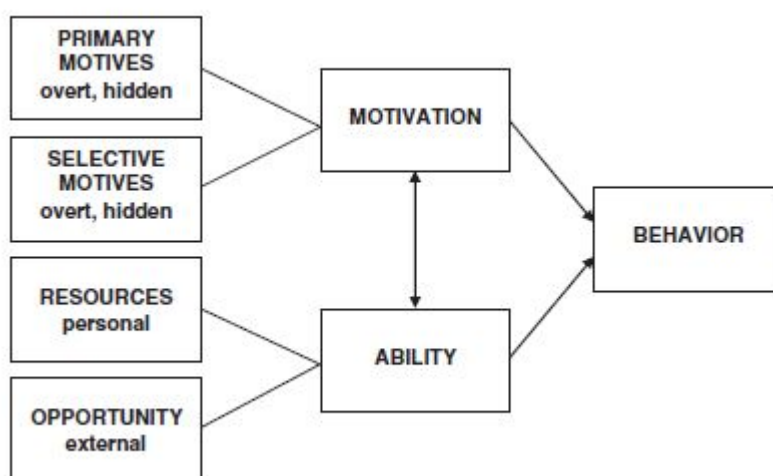 PRIMARY
MOTIVES
overt, hidden
SELECTIVE
MOTIVES
overt, hidden
RESOURCES
personal
OPPORTUNITY
external
MOTIVATION
ABILITY
BEHAVIOR